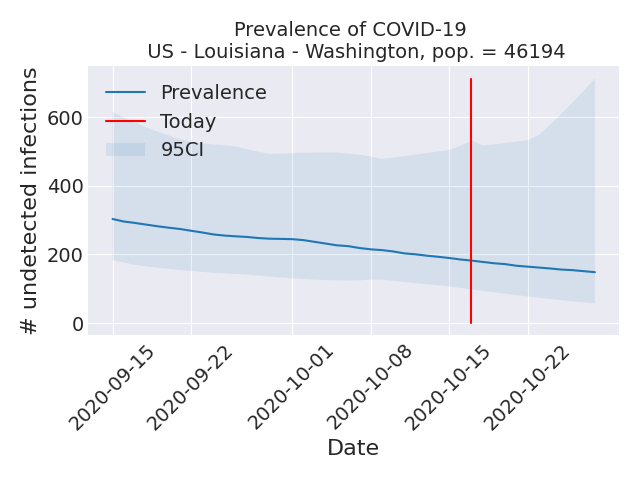 Prevalence of COVID-19
US - Louisiana - Washington, pop. = 46194
# undetected infections
600
400
200
0
Prevalence
Today
95CI
2020-09-15
2020-09-22
2020-10-01
2020-10-08
2020-10-15
2020-10-22
Date